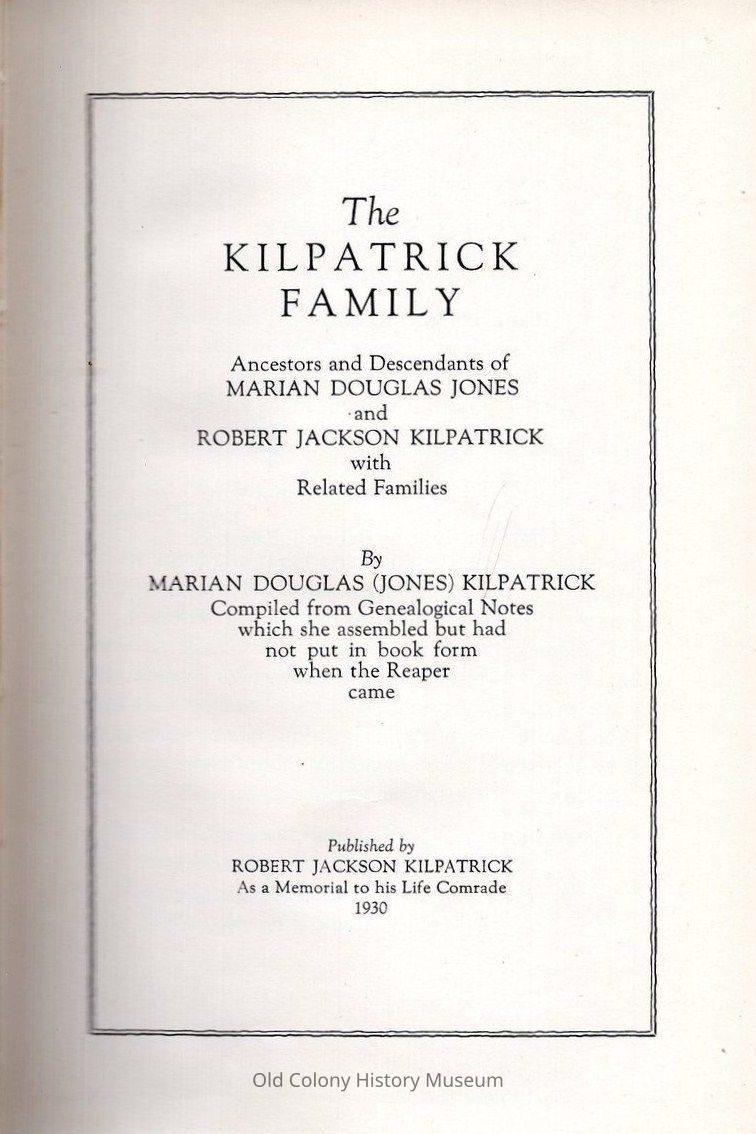 The
KILPATRICK
FAMILY
Ancestors and Descendants of
MARIAN DOUGLAS JONES
and
ROBERT JACKSON KILPATRICK
with
Related Families
By
MARIAN DOUGLAS (JONES) KILPATRICK
Compiled from Genealogical Notes
which she assembled but had
not put in book form
when the Reaper
came
Published by
ROBERT JACKSON KILPATRICK
As a Memorial to his Life Comrade
1930
Old Colony History Museum